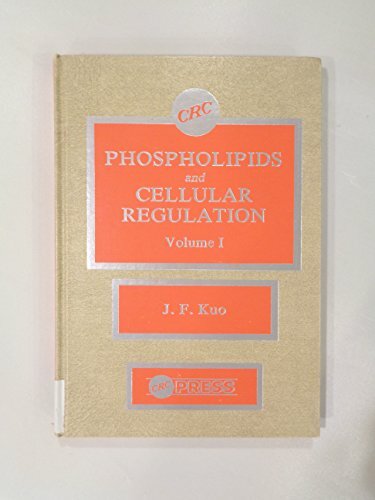 CRC
PHOSPHOLIPIDS
and
CELLULAR
REGULATION
Volume I
J. F. Kuo
CRC PRESS